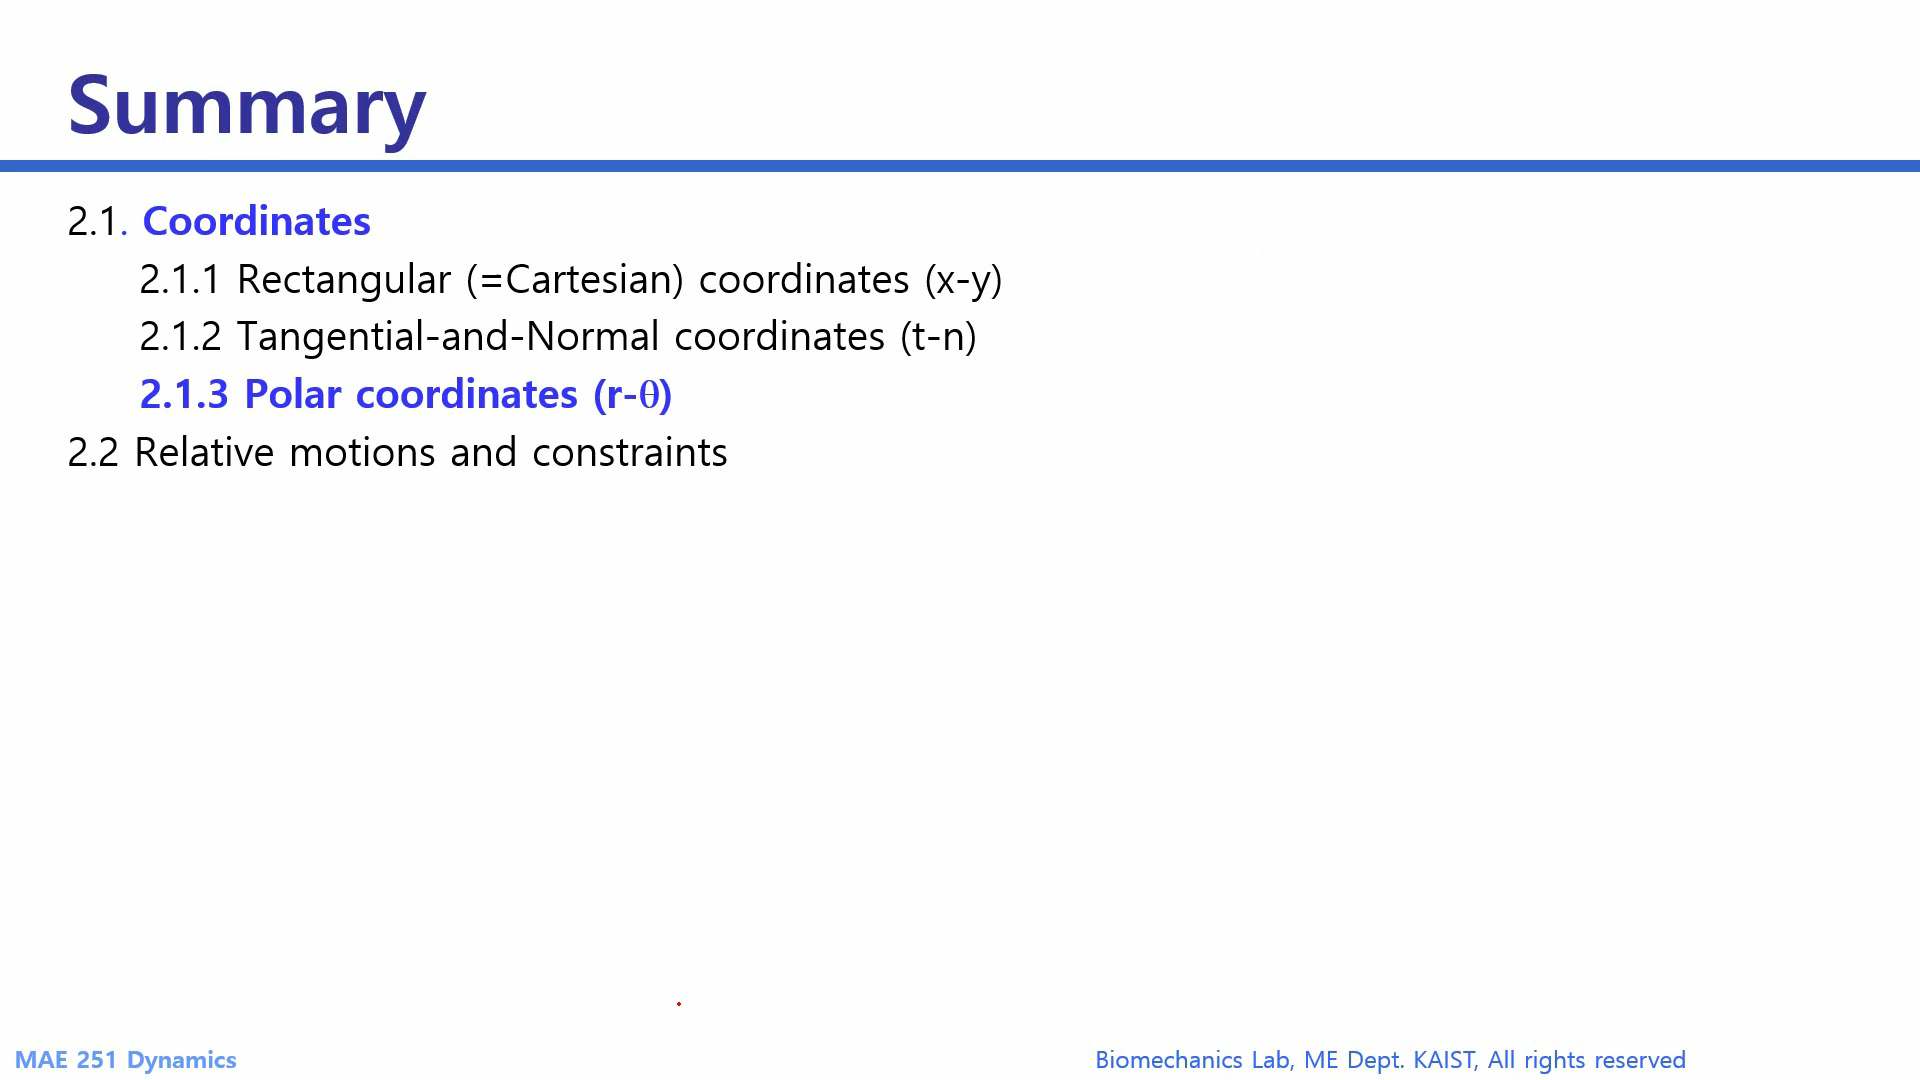 Summary
2.1. Coordinates
2.1.1 Rectangular (=Cartesian) coordinates (x-y)
2.1.2 Tangential-and-Normal coordinates (t-n)
2.1.3 Polar coordinates (r-θ)
2.2 Relative motions and constraints
MAE 251 Dynamics
Biomechanics Lab, ME Dept. KAIST, All rights reserved